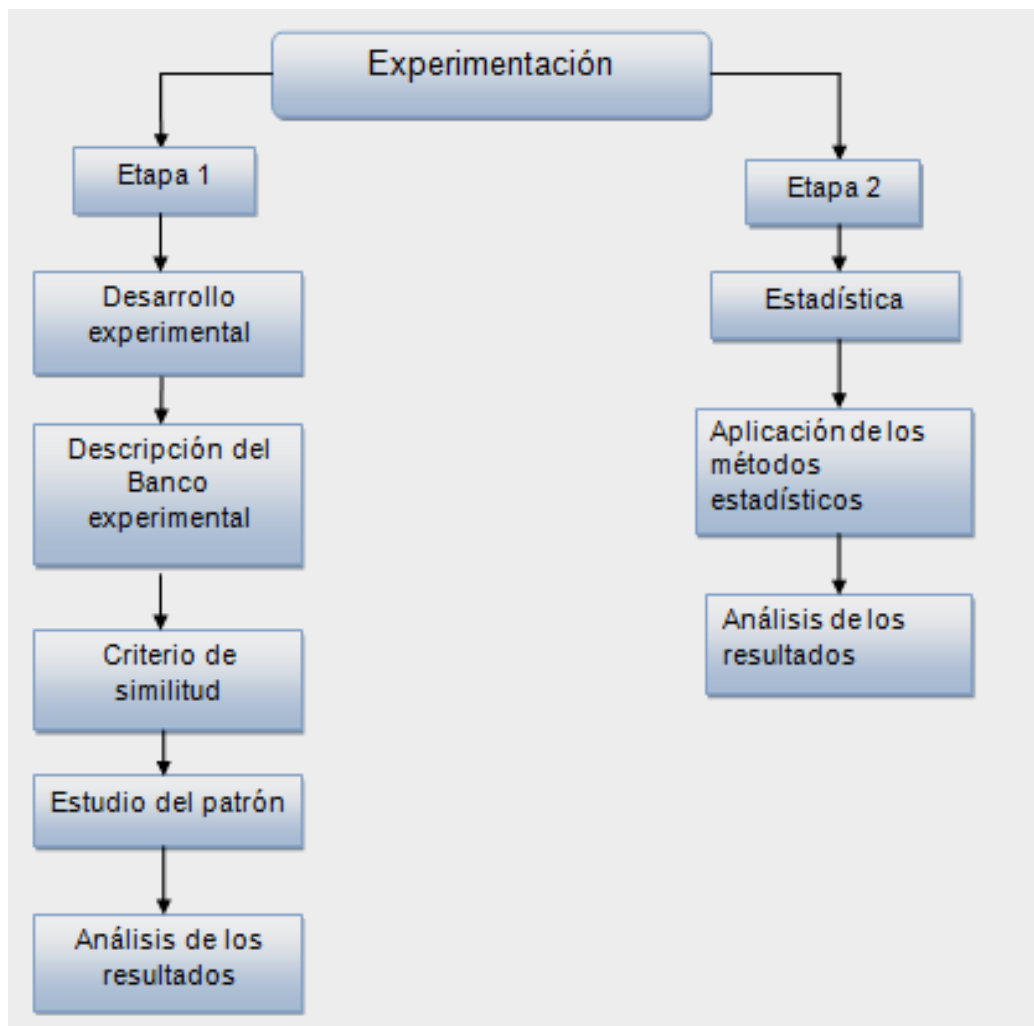 Experimentación
Etapa 1
Desarrollo
experimental
Descripción del
Banco
experimental
Criterio de
similitud
Estudio del patrón
Análisis de los
resultados
Etapa 2
Estadística
Aplicación de los
métodos
estadísticos
Análisis de los
resultados